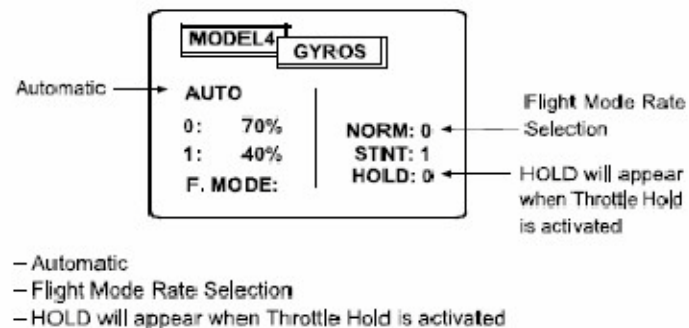 MODEL4
GYROS
Automatic
AUTO
0: 70%
1: 40%
F. MODE:
NORM: 0
STNT: 1
HOLD: 0
Flight Mode Rate
Selection
HOLD will appear
when Throttle Hold
is activated
– Automatic
– Flight Mode Rate Selection
– HOLD will appear when Throttle Hold is activated